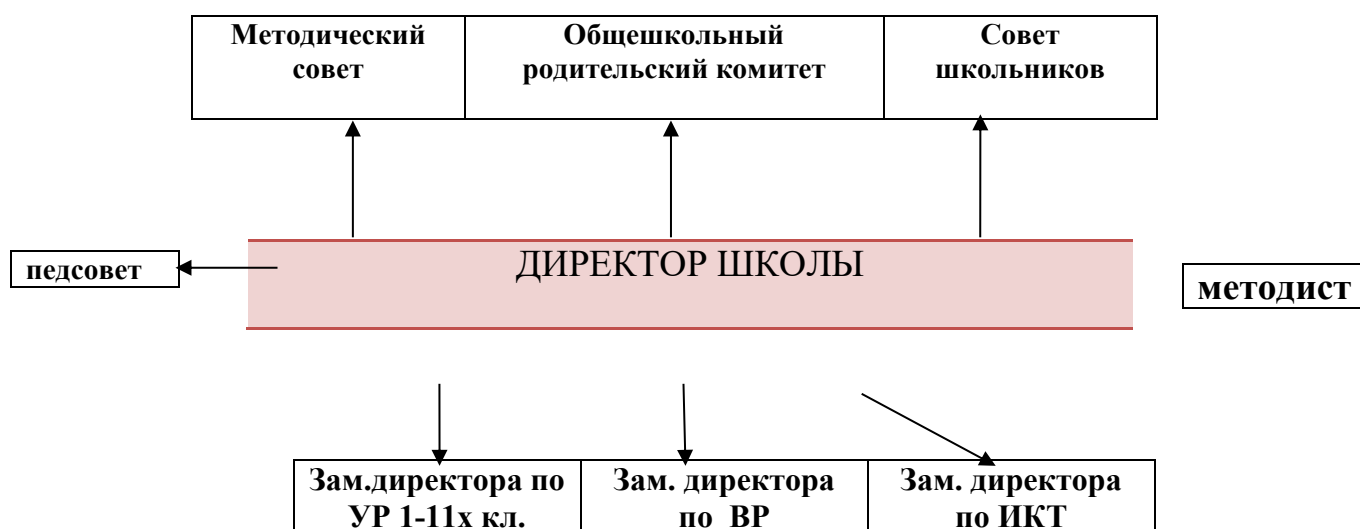 Методический
совет
Общешкольный
родительский комитет
Совет
школьников
педсовет
ДИРЕКТОР ШКОЛЫ
методист
Зам.директора по
УР 1-11х кл.
Зам. директора
по ВР
Зам. директора
по ИКТ